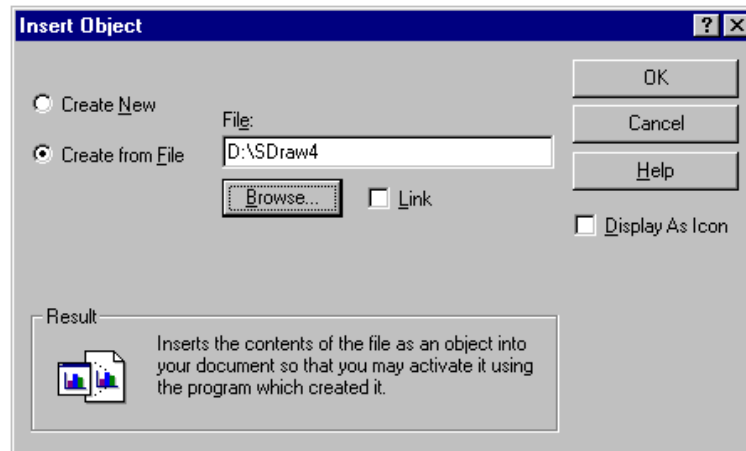 Insert Object
Create New
Create from File
File:
D:\SDraw4
Browse...
Link
OK
Cancel
Help
Display As Icon
Result
Inserts the contents of the file as an object into
your document so that you may activate it using
the program which created it.